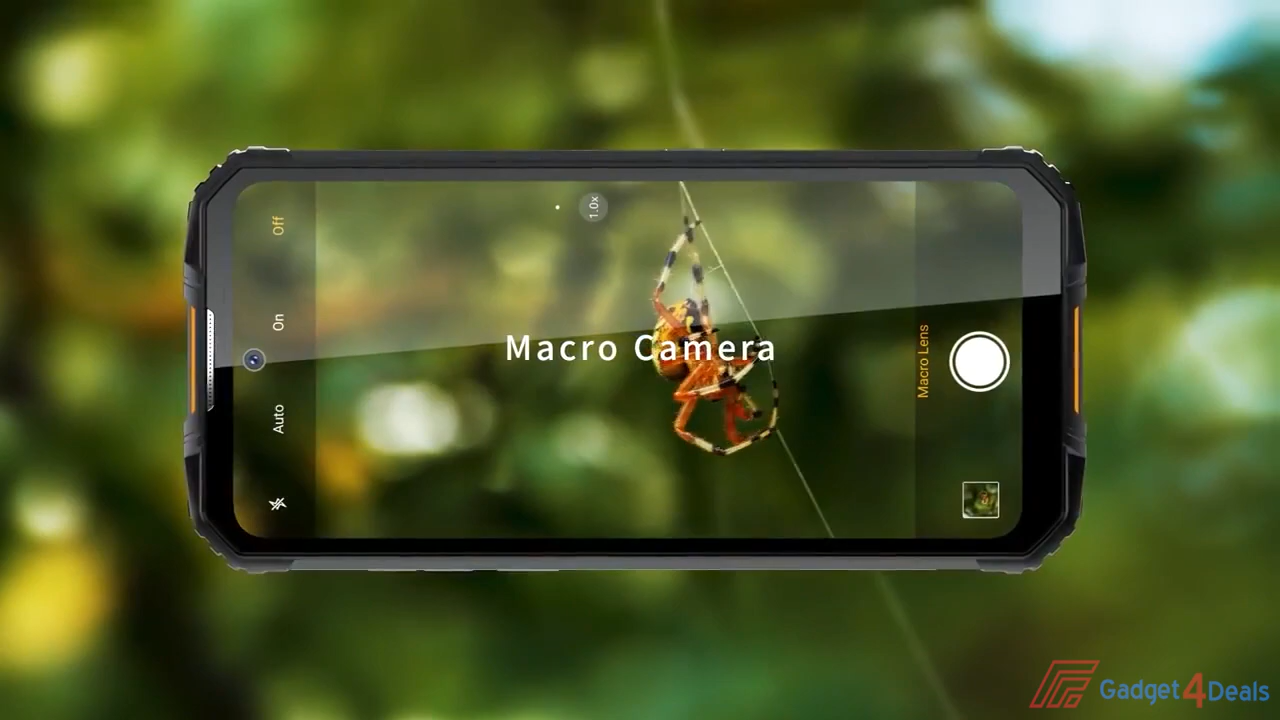 Off
On
Auto
1.0x
Macro Camera
Macro Lens
Gadget4Deals